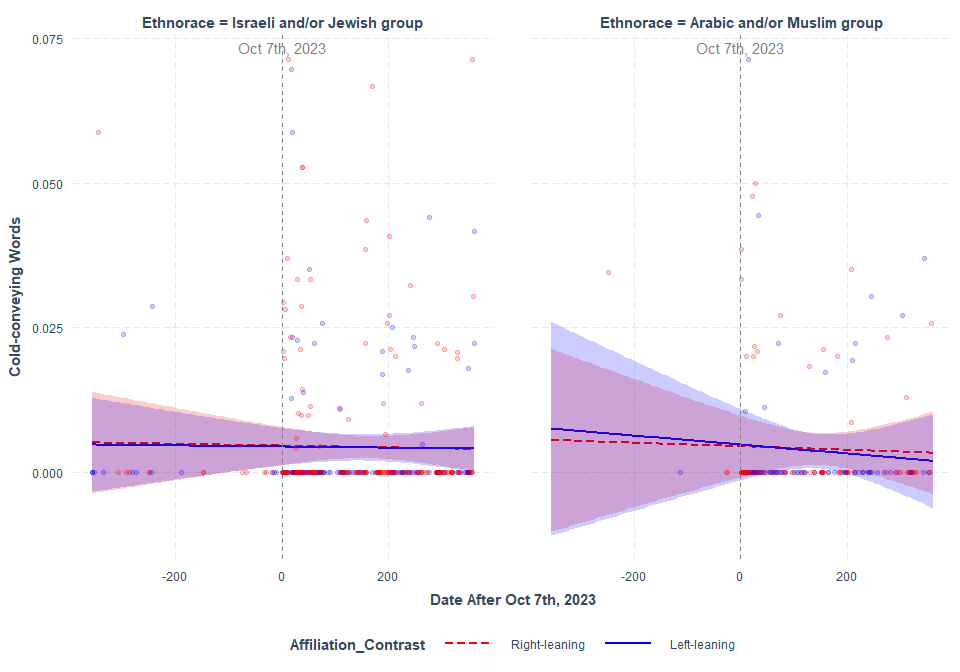 Ethnorace = Israeli and/or Jewish group
Ethnorace = Arabic and/or Muslim group
0.075
Oct 7th, 2023
Oct 7th, 2023
0.050
0.025
0.000
Cold-conveying Words
-200
0
200
-200
0
200
Date After Oct 7th, 2023
Affiliation_Contrast
Right-leaning
Left-leaning